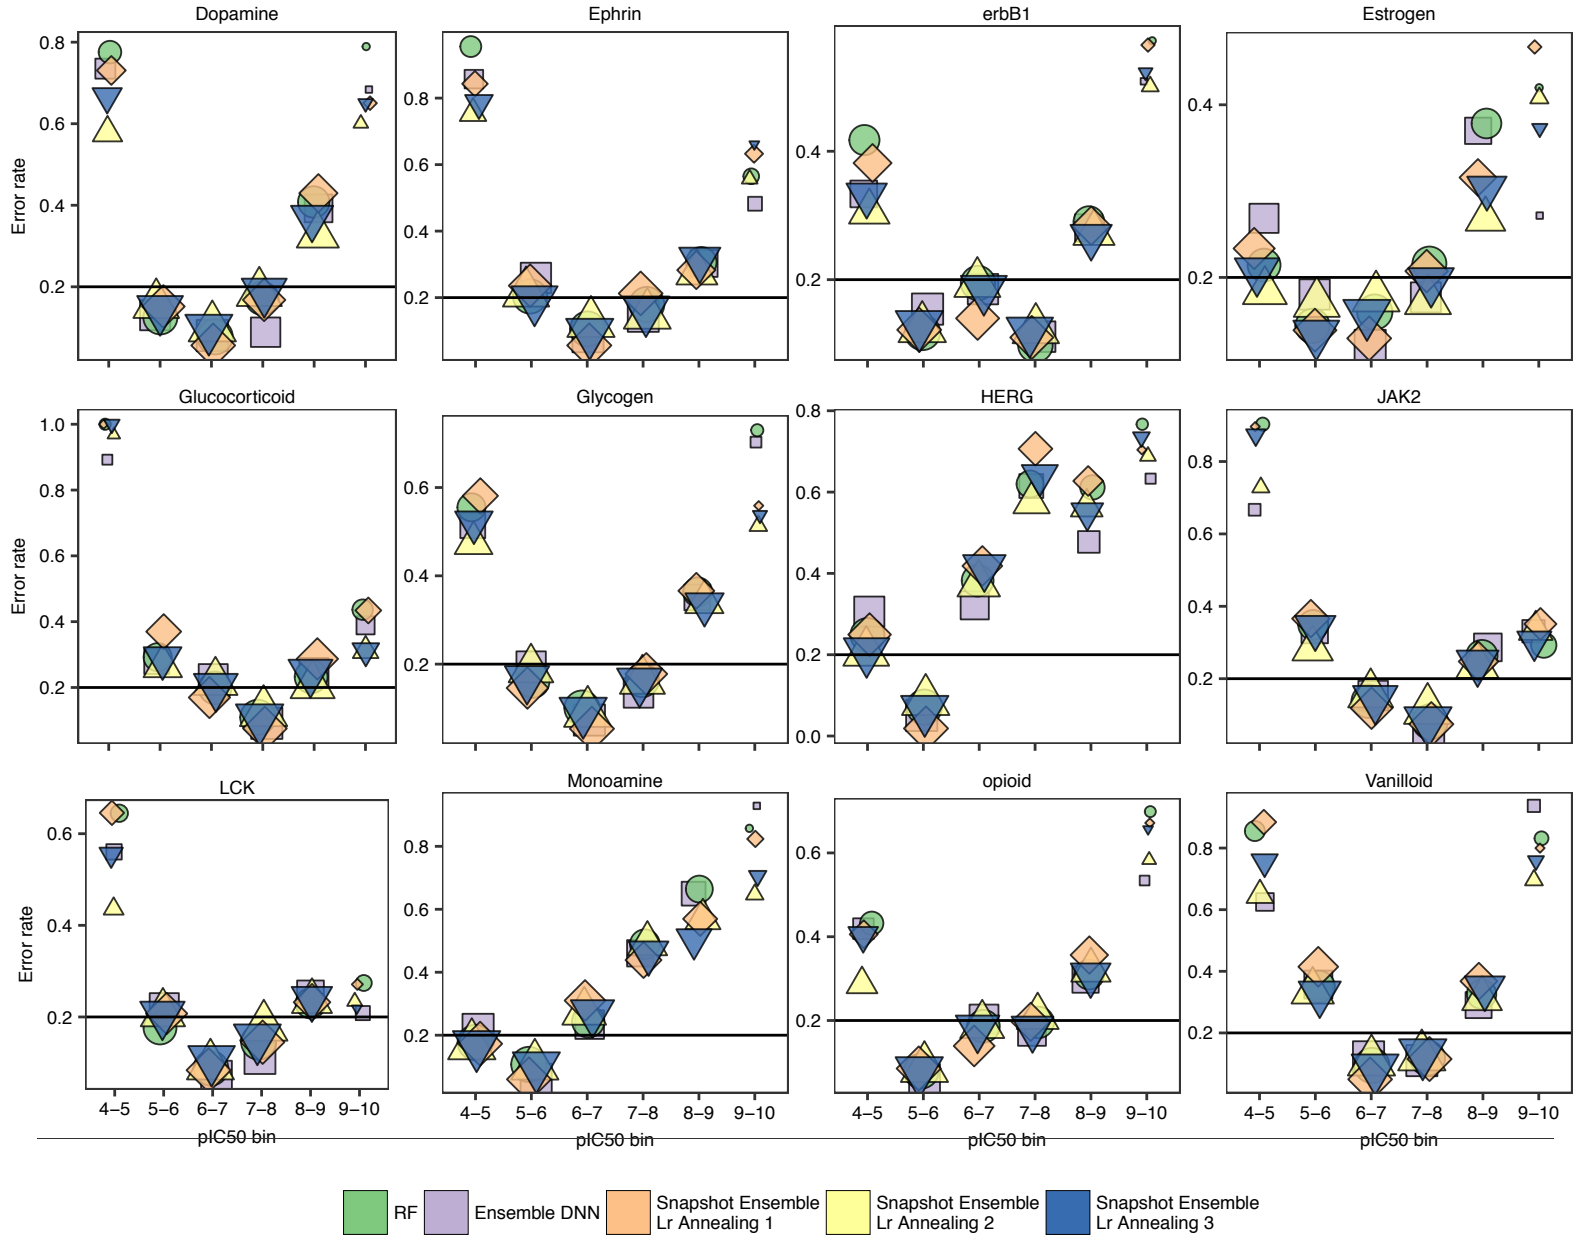 Dopamine
Ephrin
erbB1
Estrogen
Error rate
0.8
0.6
0.4
0.2
0.8
0.6
0.4
0.2
0.4
0.2
0.4
0.2
Glucocorticoid
Glycogen
HERG
JAK2
Error rate
1.0
0.8
0.6
0.4
0.2
0.6
0.4
0.2
0.8
0.6
0.4
0.2
0.0
0.8
0.6
0.4
0.2
LCK
Monoamine
opioid
Vanilloid
Error rate
0.6
0.4
0.2
0.8
0.6
0.4
0.2
0.6
0.4
0.2
0.8
0.6
0.4
0.2
4–5 5–6 6–7 7–8 8–9 9–10
4–5 5–6 6–7 7–8 8–9 9–10
4–5 5–6 6–7 7–8 8–9 9–10
4–5 5–6 6–7 7–8 8–9 9–10
pIC50 bin
pIC50 bin
pIC50 bin
pIC50 bin
RF
Ensemble DNN
Snapshot Ensemble
Lr Annealing 1
Snapshot Ensemble
Lr Annealing 2
Snapshot Ensemble
Lr Annealing 3